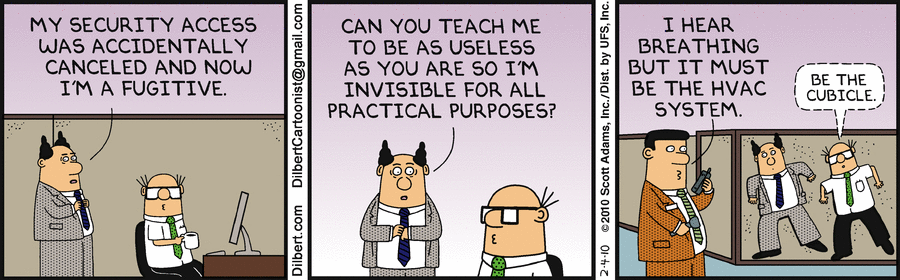 MY SECURITY ACCESS
WAS ACCIDENTALLY
CANCELED AND NOW
I'M A FUGITIVE.
Dilbert.com DilbertCartoonist@gmail.com
CAN YOU TEACH ME
TO BE AS USELESS
AS YOU ARE SO I'M
INVISIBLE FOR ALL
PRACTICAL PURPOSES?
2-4-10 ©2010 Scott Adams, Inc./Dist. by UFS, Inc.
I HEAR
BREATHING
BUT IT MUST
BE THE HVAC
SYSTEM.
BE THE
CUBICLE.